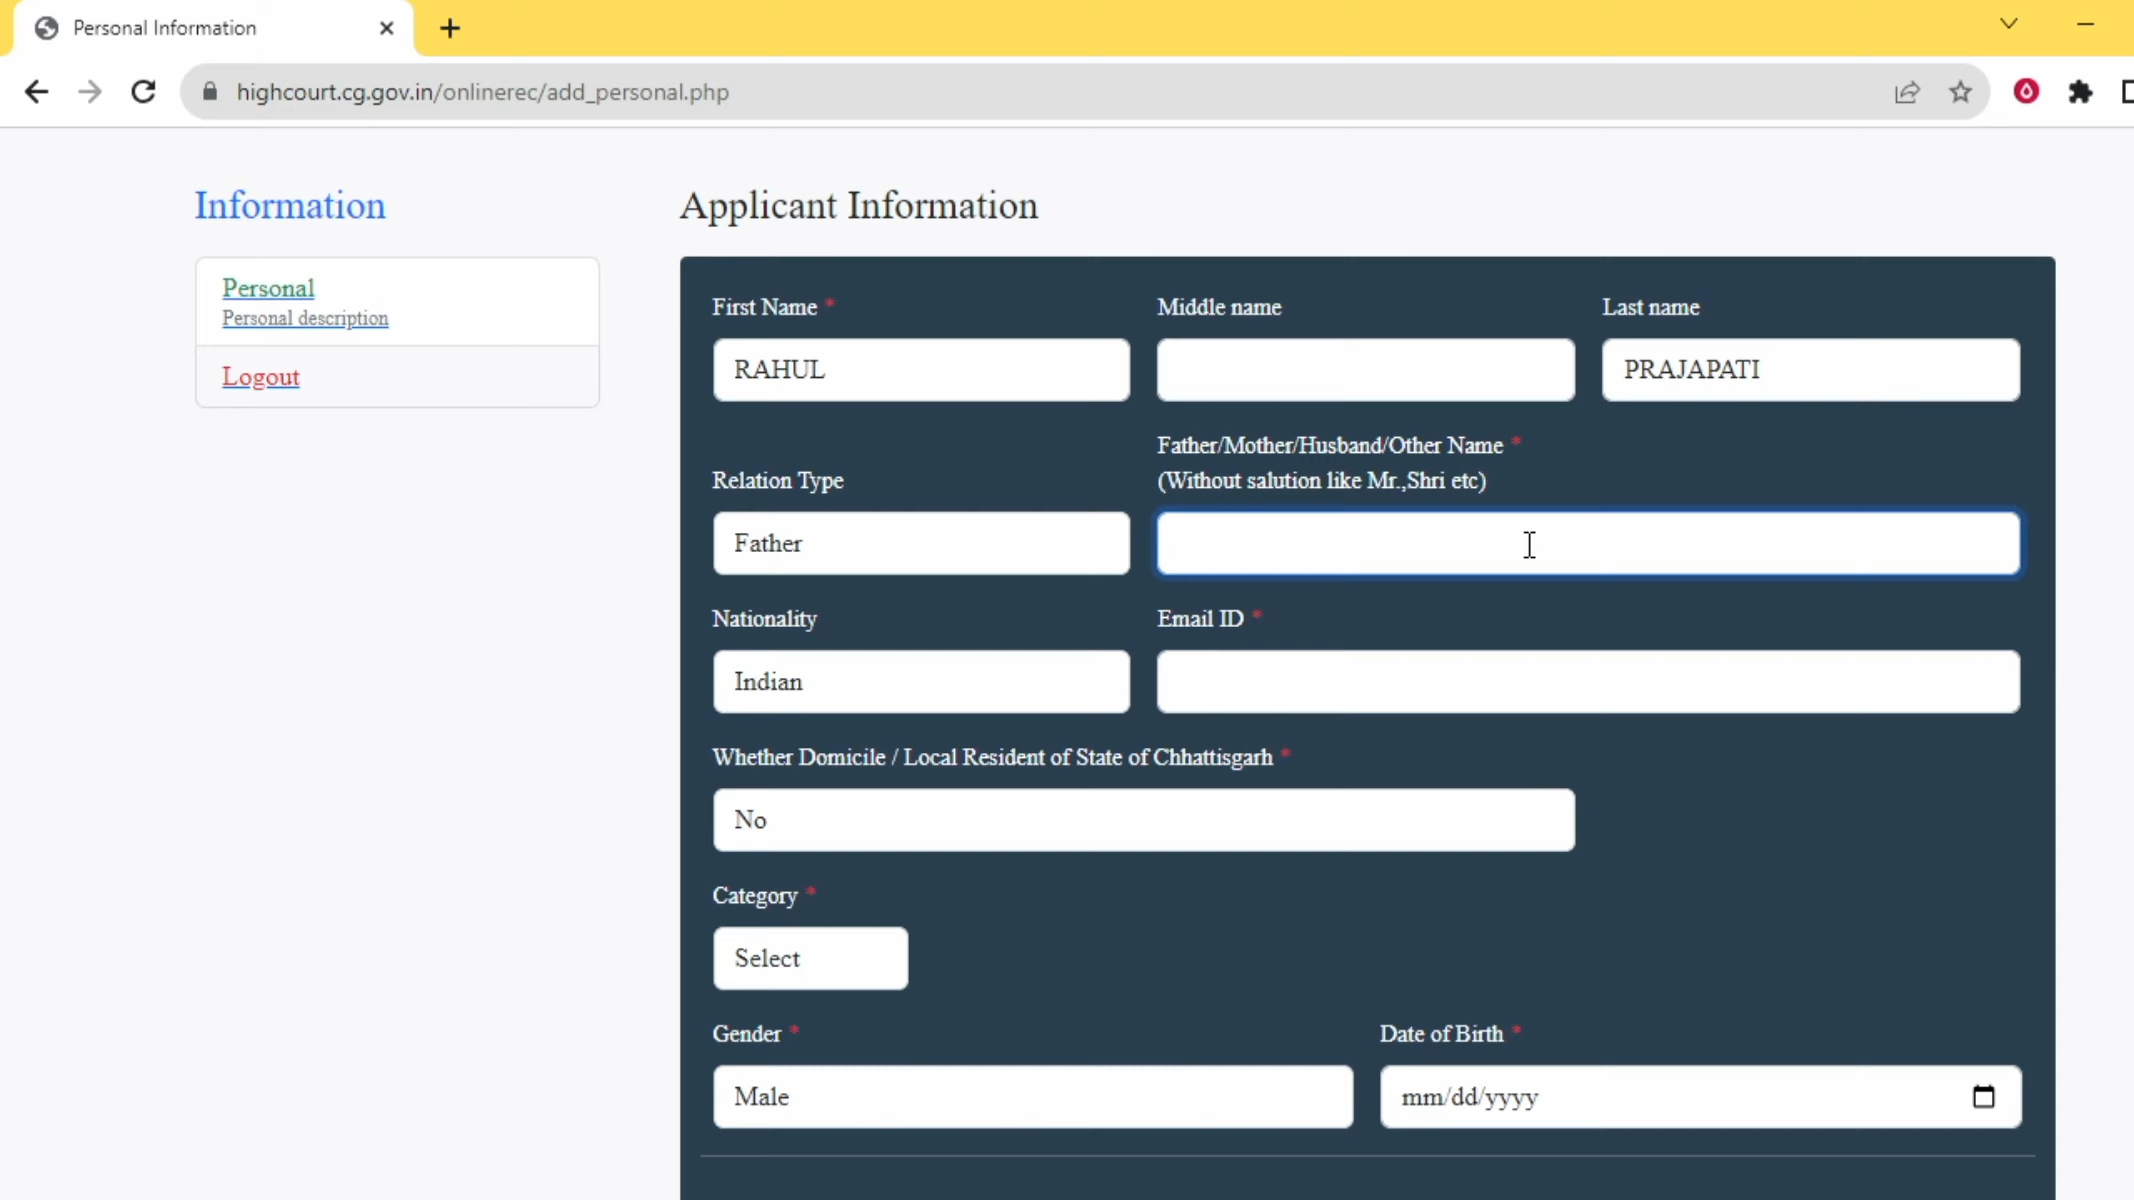 Personal Information
highcourt.cg.gov.in/onlinerec/add_personal.php
Information
Personal
Personal description
Logout
Applicant Information
First Name * Middle name Last name
RAHUL PRAJAPATI
Father/Mother/Husband/Other Name *
Relation Type (Without salution like Mr.,Shri etc)
Father
Nationality Email ID *
Indian
Whether Domicile / Local Resident of State of Chhattisgarh *
No
Category *
Select
Gender * Date of Birth *
Male mm/dd/yyyy